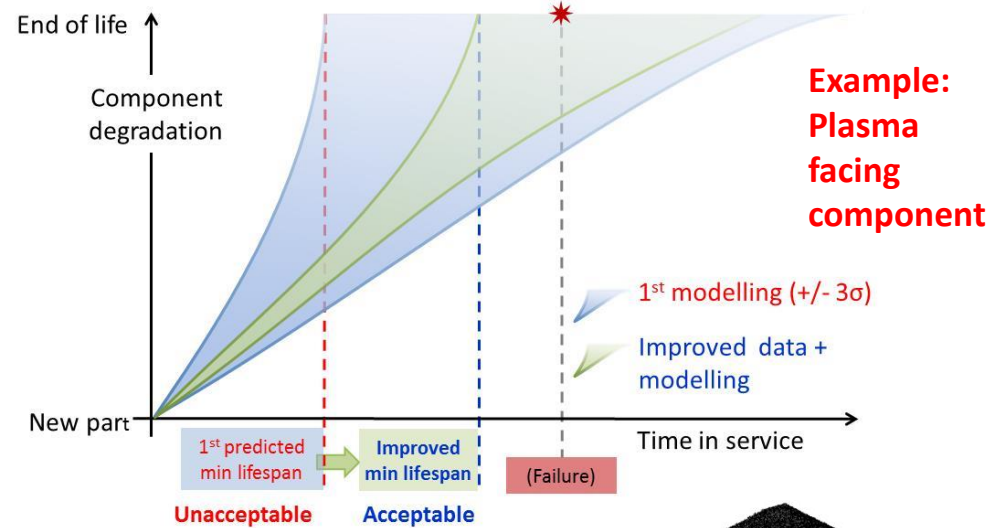 End of life
Component
degradation
Example:
Plasma
facing
component
1st modelling (+/- 3σ)
Improved data +
modelling
New part
Time in service
1st predicted
min lifespan
Improved
min lifespan
(Failure)
Unacceptable
Acceptable